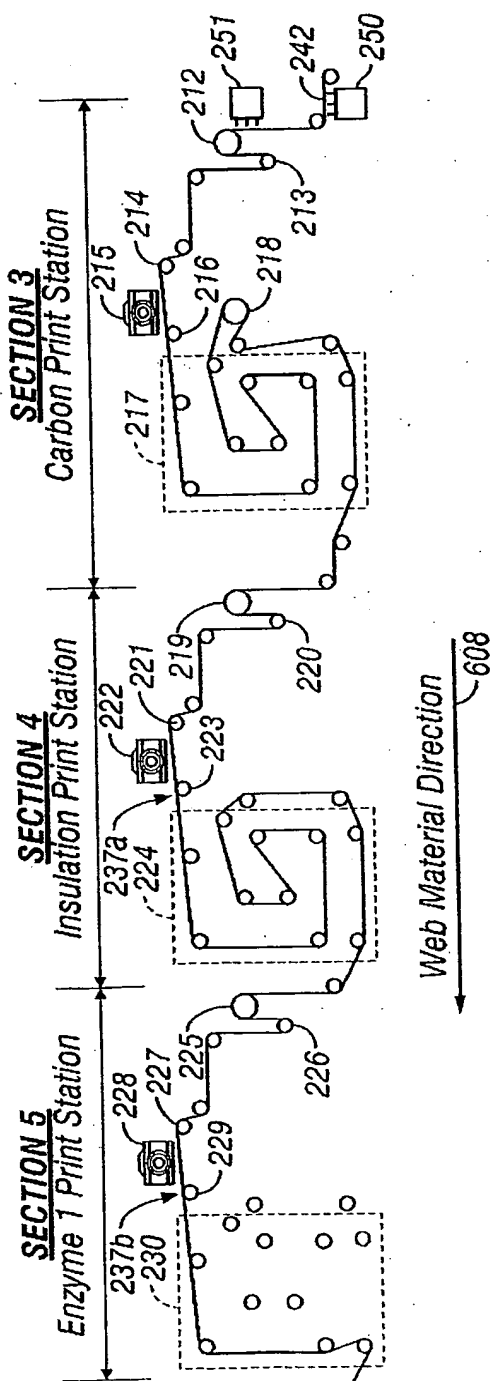 SECTION 5
Enzyme 1 Print Station
SECTION 4
Insulation Print Station
SECTION 3
Carbon Print Station
237b
230
228
227
229
225
226
237a
224
222
221
223
219
220
217
215
214
216
218
212
213
251
242
250
Web Material Direction
608